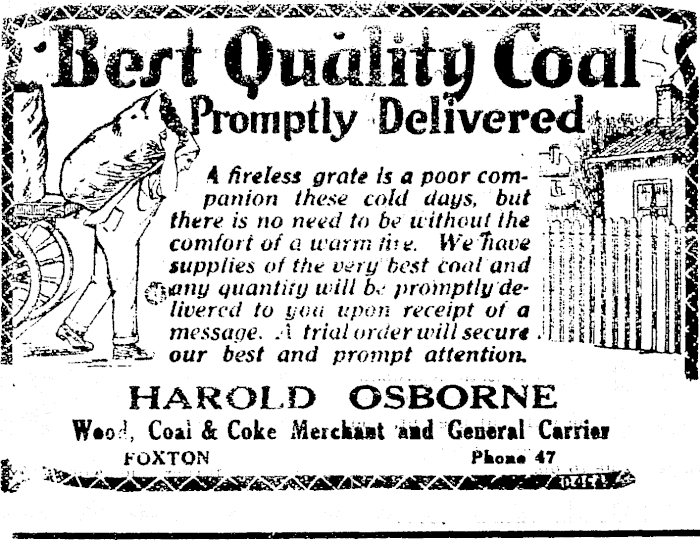 Best Quality Coal
Promptly Delivered
A fireless grate is a poor com-
panion these cold days, but
there is no need to be without the
comfort of a warm fire. We have
supplies of the very best coal and
any quantity will be promptly de-
livered to you upon receipt of a
message. A trial order will secure
our best and prompt attention.
HAROLD OSBORNE
Wood, Coal & Coke Merchant and General Carrier
FOXTON Phone 47